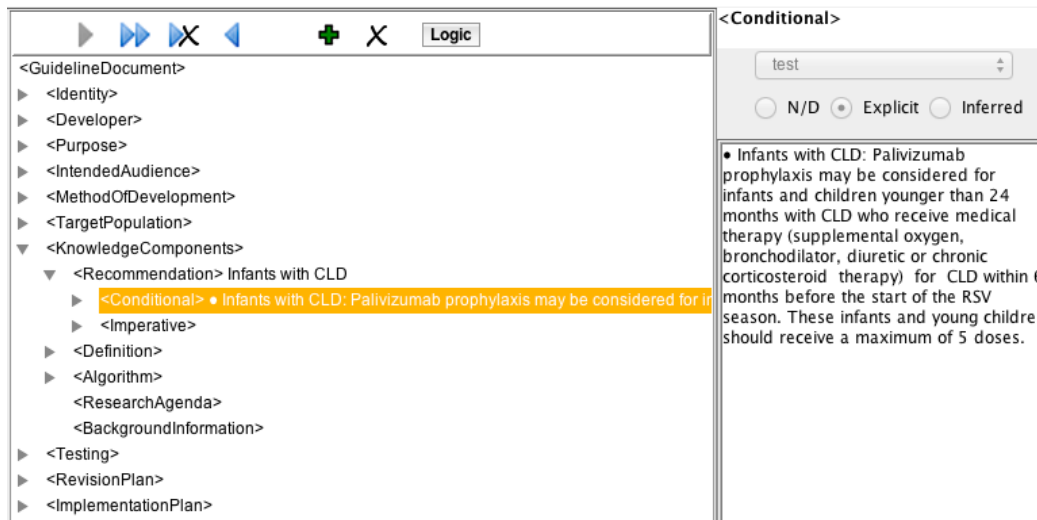 Logic
<GuidelineDocument>
<Identity>
<Developer>
<Purpose>
<IntendedAudience>
<MethodOfDevelopment>
<TargetPopulation>
<KnowledgeComponents>
<Recommendation> Infants with CLD
<Conditional> ● Infants with CLD: Palivizumab prophylaxis may be considered for in
<Imperative>
<Definition>
<Algorithm>
<ResearchAgenda>
<BackgroundInformation>
<Testing>
<RevisionPlan>
<ImplementationPlan>
<Conditional>
test
N/D Explicit Inferred
● Infants with CLD: Palivizumab
prophylaxis may be considered for
infants and children younger than 24
months with CLD who receive medical
therapy (supplemental oxygen,
bronchodilator, diuretic or chronic
corticosteroid therapy) for CLD within 6
months before the start of the RSV
season. These infants and young childre
should receive a maximum of 5 doses.